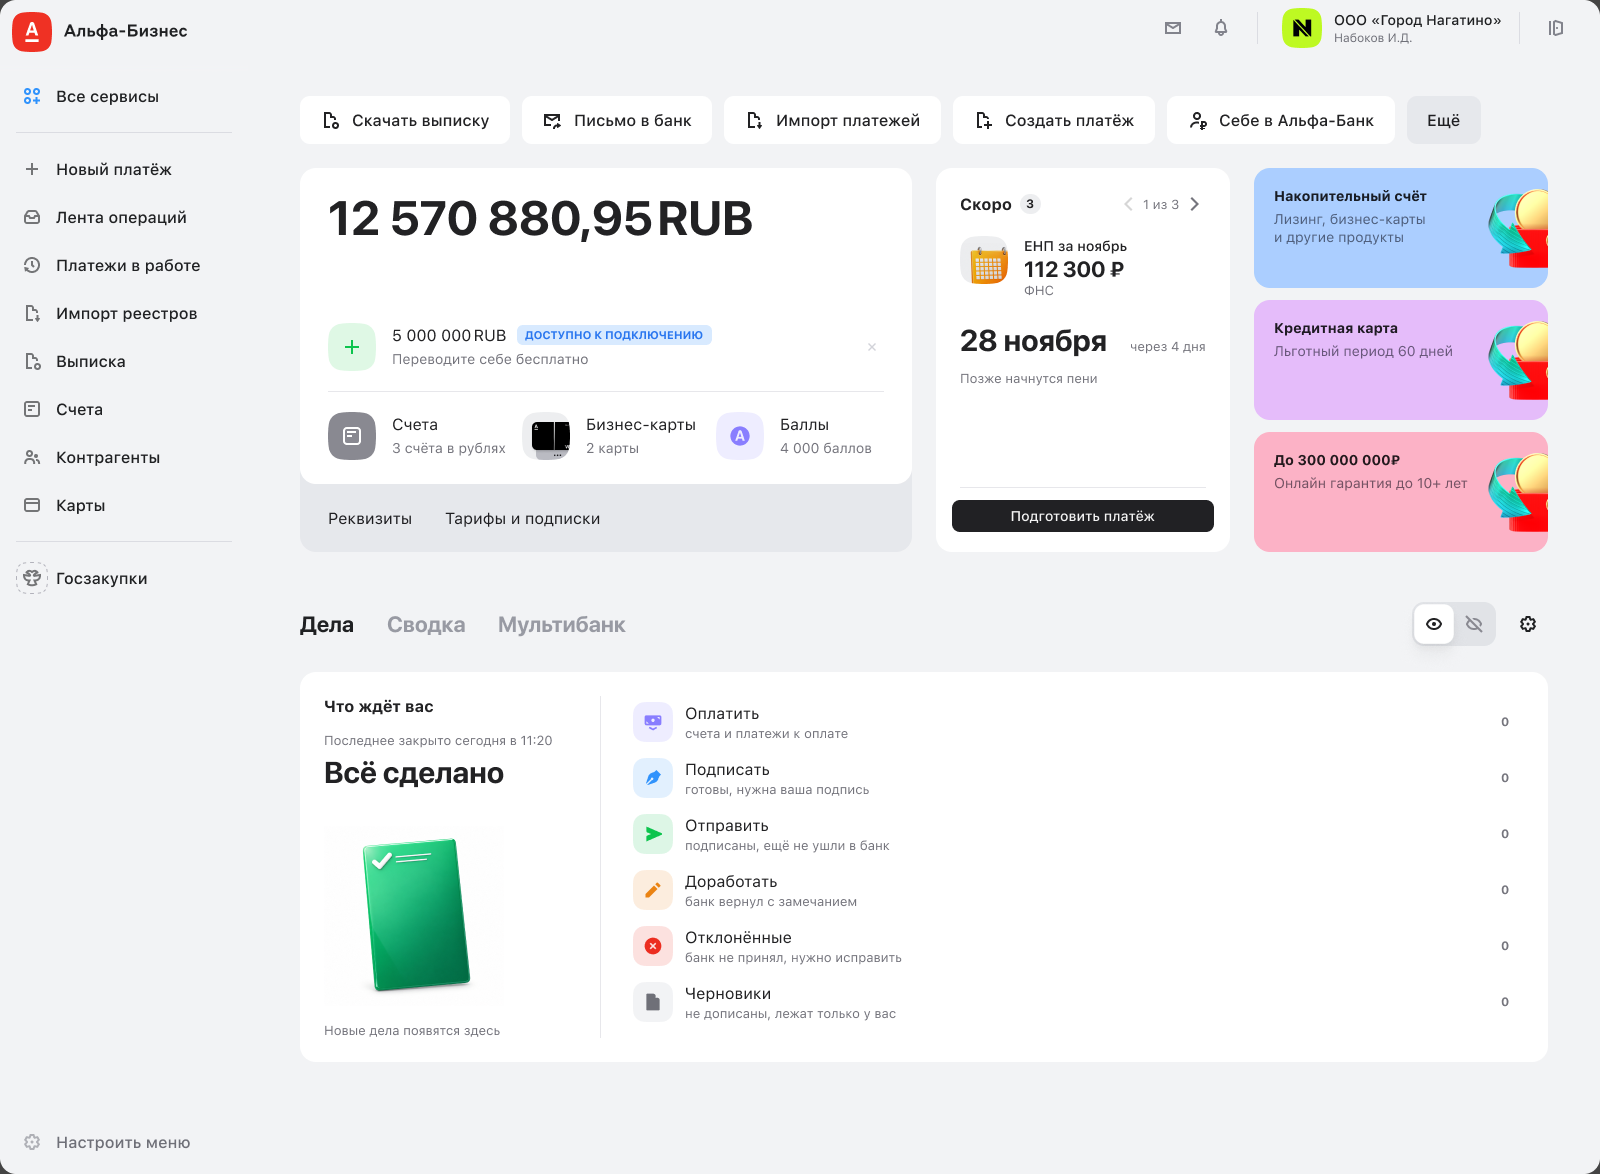 Альфа-Бизнес
ООО «Город Нагатино»
Набоков И.Д.
Все сервисы
Новый платёж
Лента операций
Платежи в работе
Импорт реестров
Выписка
Счета
Контрагенты
Карты
Госзакупки
Настроить меню
Скачать выписку
Письмо в банк
Импорт платежей
Создать платёж
Себе в Альфа-Банк
Ещё
12 570 880,95 RUB
5 000 000 RUB ДОСТУПНО К ПОДКЛЮЧЕНИЮ
Переводите себе бесплатно
Счета
3 счёта в рублях
Бизнес-карты
2 карты
Баллы
4 000 баллов
Реквизиты
Тарифы и подписки
Скоро 3
1 из 3
ЕНП за ноябрь
112 300 ₽
ФНС
28 ноября
через 4 дня
Позже начнутся пени
Подготовить платёж
Накопительный счёт
Лизинг, бизнес-карты
и другие продукты
Кредитная карта
Льготный период 60 дней
До 300 000 000₽
Онлайн гарантия до 10+ лет
Дела
Сводка
Мультибанк
Что ждёт вас
Последнее закрыто сегодня в 11:20
Всё сделано
Новые дела появятся здесь
Оплатить
счета и платежи к оплате
0
Подписать
готовы, нужна ваша подпись
0
Отправить
подписаны, ещё не ушли в банк
0
Доработать
банк вернул с замечанием
0
Отклонённые
банк не принял, нужно исправить
0
Черновики
не дописаны, лежат только у вас
0